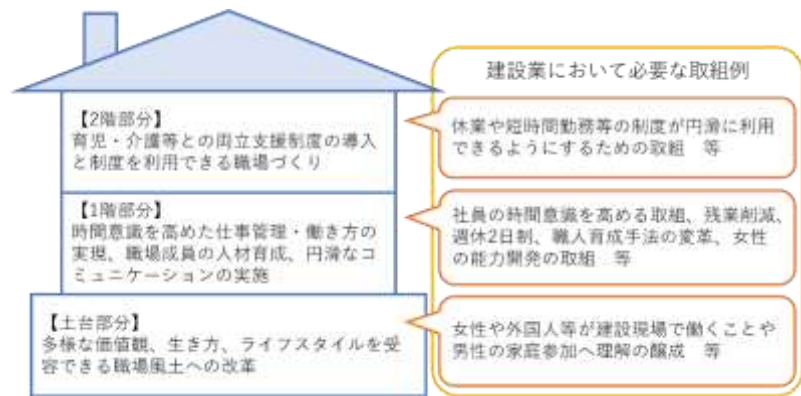 建設業において必要な取組例
【2階部分】
育児・介護等との両立支援制度の導入
と制度を利用できる職場づくり
休業や短時間勤務等の制度が円滑に利用
できるようにするための取組　等
【1階部分】
時間意識を高めた仕事管理・働き方の
実現、職場成員の人材育成、円滑なコ
ミュニケーションの実施
社員の時間意識を高める取組、残業削減、
週休2日制、職人育成手法の変革、女性
の能力開発の取組　等
【土台部分】
多様な価値観、生き方、ライフスタイルを受
容できる職場風土への改革
女性や外国人等が建設現場で働くことや
男性の家庭参加へ理解の醸成　等